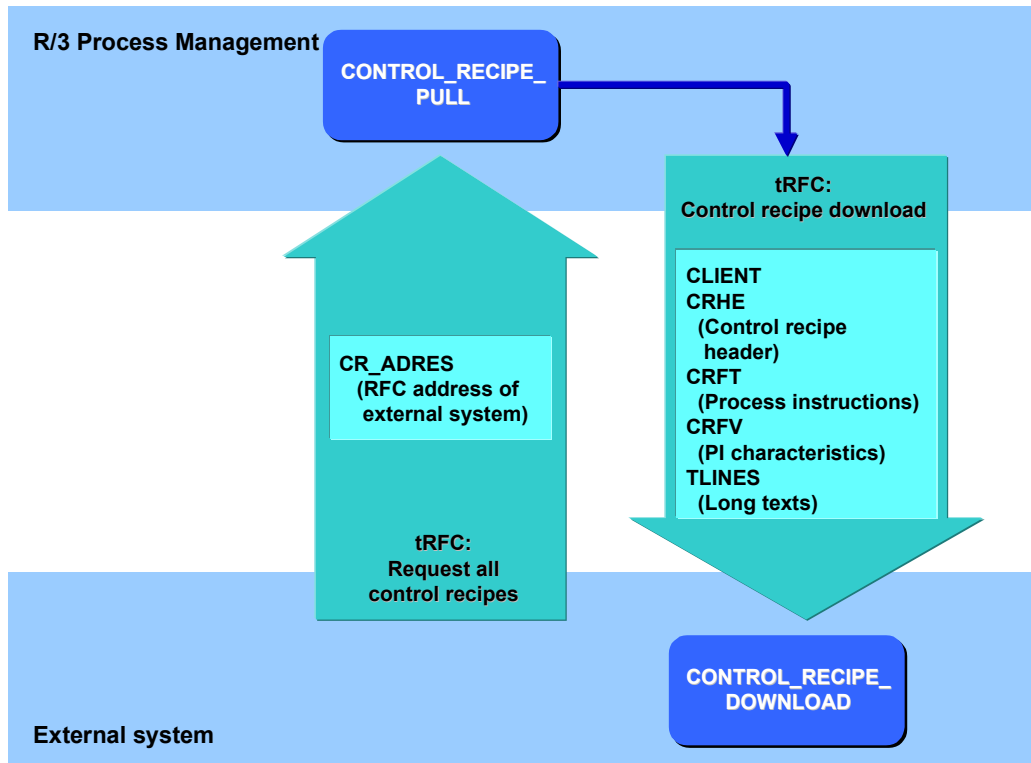 R/3 Process Management
CONTROL_RECIPE_
PULL
tRFC:
Control recipe download
CLIENT
CRHE
(Control recipe
header)
CRFT
(Process instructions)
CRFV
(PI characteristics)
TLINES
(Long texts)
CR_ADRES
(RFC address of
external system)
tRFC:
Request all
control recipes
CONTROL_RECIPE_
DOWNLOAD
External system